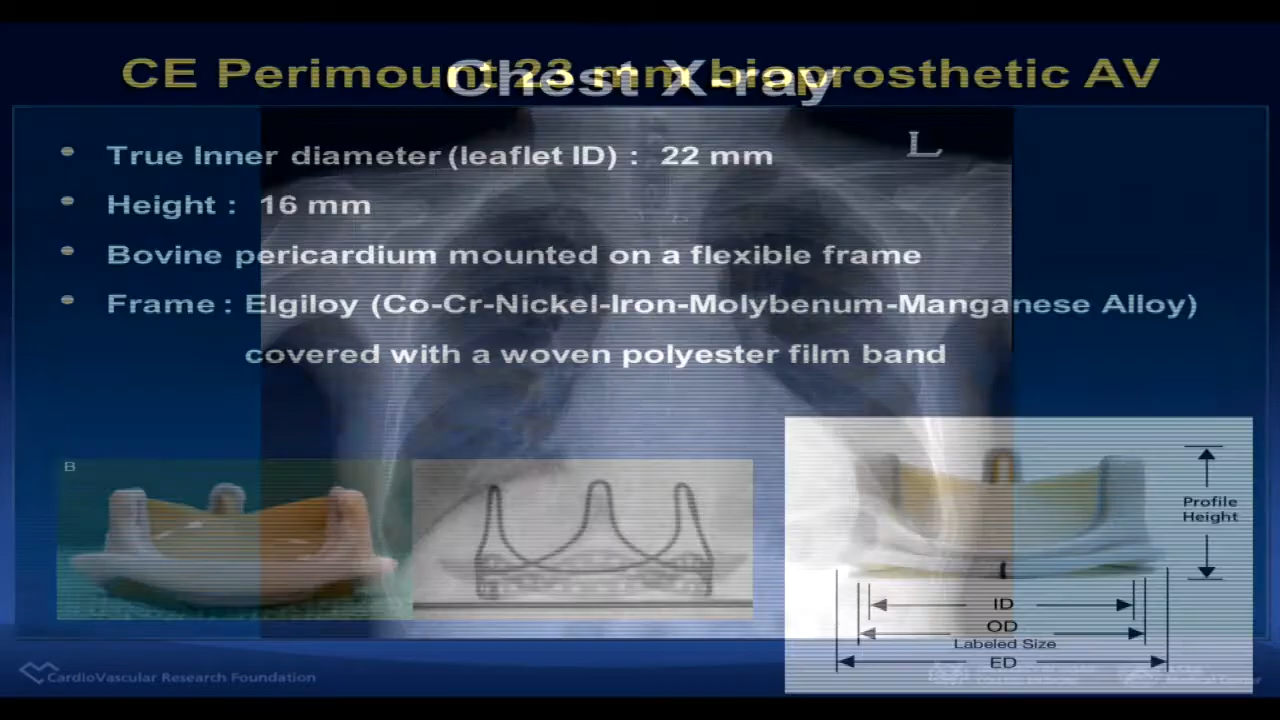 CE Perimount 23 mm bioprosthetic AV
Chest X-ray
L
• True Inner diameter (leaflet ID) : 22 mm
• Height : 16 mm
• Bovine pericardium mounted on a flexible frame
• Frame : Elgiloy (Co-Cr-Nickel-Iron-Molybenum-Manganese Alloy)
covered with a woven polyester film band
B
Profile
Height
ID
OD
Labeled Size
ED
CardioVascular Research Foundation
Medical Center